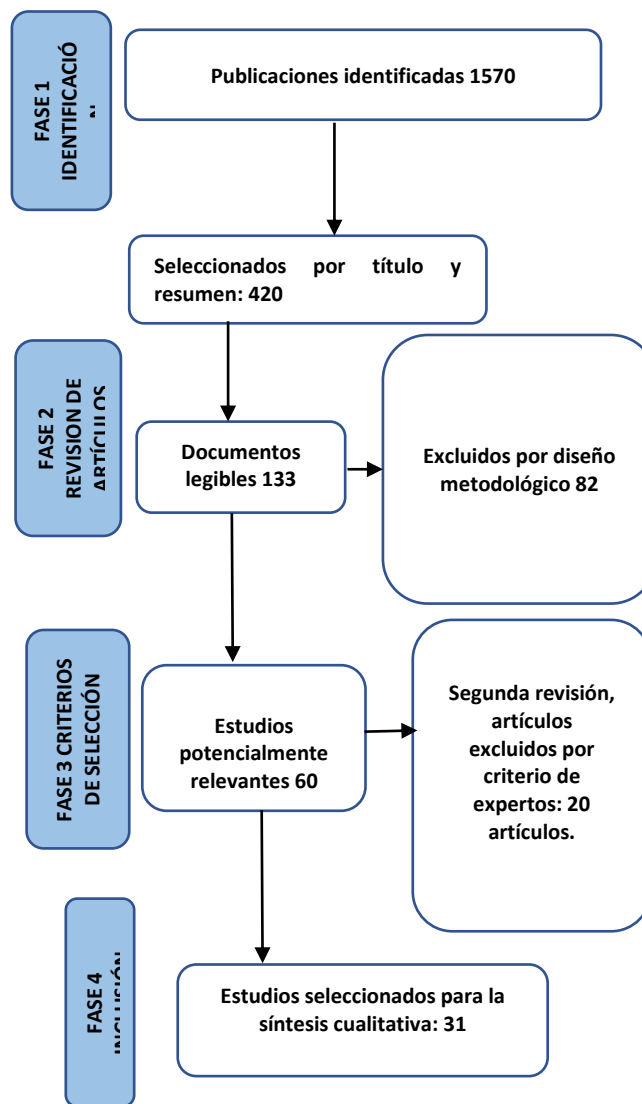 FASE 1
IDENTIFICACIÓ
N
Publicaciones identificadas 1570
Seleccionados por título y
resumen: 420
FASE 2
REVISION DE
ARTÍCULOS
Documentos
legibles 133
Excluidos por diseño
metodológico 82
FASE 3 CRITERIOS
DE SELECCIÓN
Estudios
potencialmente
relevantes 60
Segunda revisión,
artículos
excluidos por
criterio de
expertos: 20
artículos.
FASE 4
INCLUSIÓN
Estudios seleccionados para la
síntesis cualitativa: 31